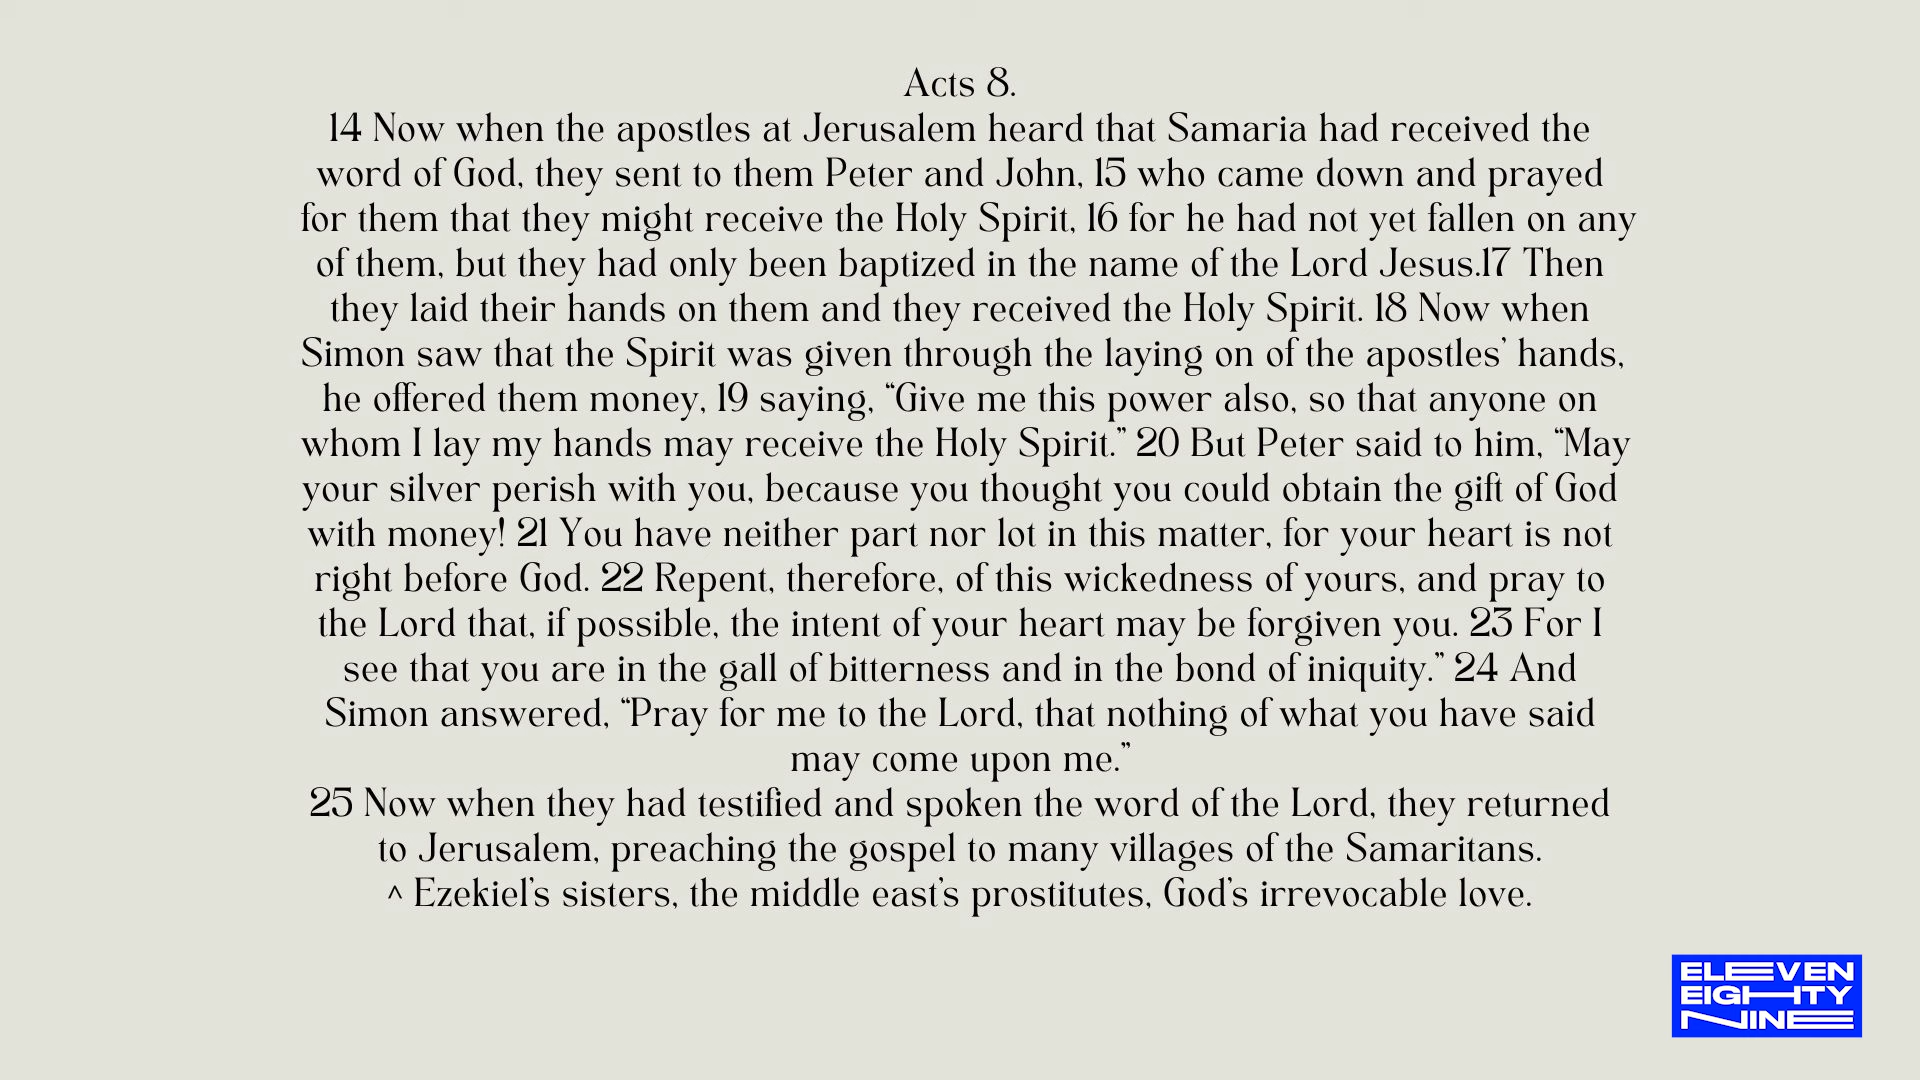 Acts 8.
14 Now when the apostles at Jerusalem heard that Samaria had received the
word of God, they sent to them Peter and John, 15 who came down and prayed
for them that they might receive the Holy Spirit, 16 for he had not yet fallen on any
of them, but they had only been baptized in the name of the Lord Jesus.17 Then
they laid their hands on them and they received the Holy Spirit. 18 Now when
Simon saw that the Spirit was given through the laying on of the apostles’ hands,
he offered them money, 19 saying, “Give me this power also, so that anyone on
whom I lay my hands may receive the Holy Spirit.” 20 But Peter said to him, “May
your silver perish with you, because you thought you could obtain the gift of God
with money! 21 You have neither part nor lot in this matter, for your heart is not
right before God. 22 Repent, therefore, of this wickedness of yours, and pray to
the Lord that, if possible, the intent of your heart may be forgiven you. 23 For I
see that you are in the gall of bitterness and in the bond of iniquity.” 24 And
Simon answered, “Pray for me to the Lord, that nothing of what you have said
may come upon me.”
25 Now when they had testified and spoken the word of the Lord, they returned
to Jerusalem, preaching the gospel to many villages of the Samaritans.
^ Ezekiel’s sisters, the middle east’s prostitutes, God’s irrevocable love.
ELEVEN
EIGHTY
NINE